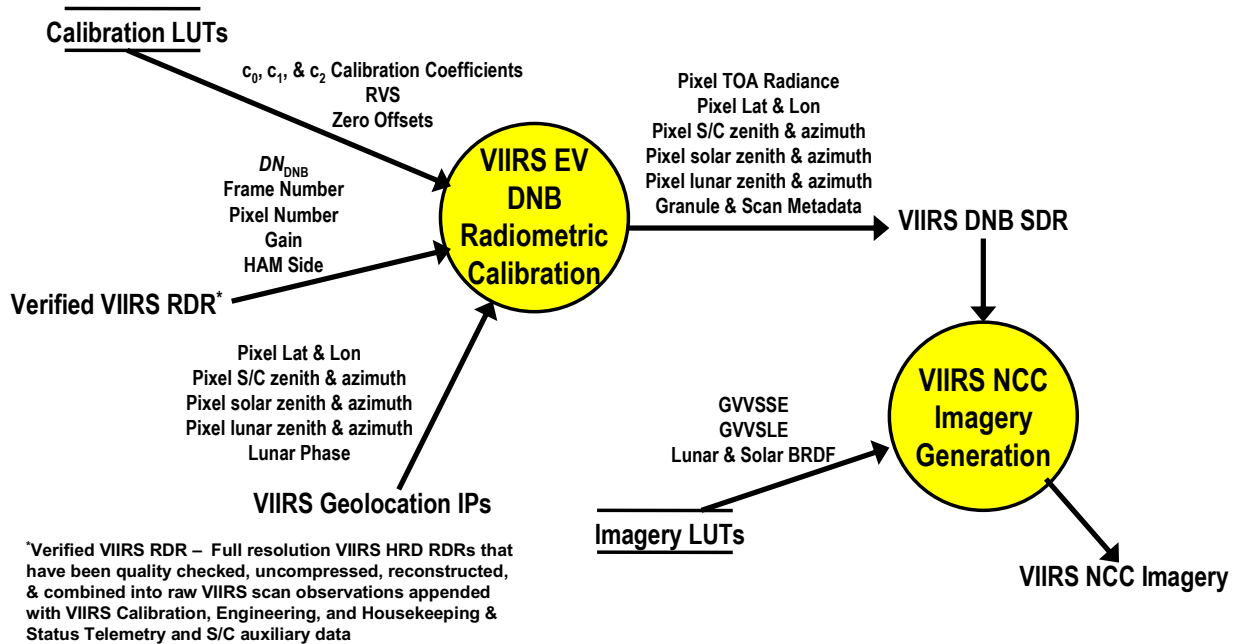 Calibration LUTs
c0, c1, & c2 Calibration Coefficients
RVS
Zero Offsets
DNDNB
Frame Number
Pixel Number
Gain
HAM Side
Verified VIIRS RDR*
Pixel Lat & Lon
Pixel S/C zenith & azimuth
Pixel solar zenith & azimuth
Pixel lunar zenith & azimuth
Lunar Phase
VIIRS Geolocation IPs
VIIRS EV
DNB
Radiometric
Calibration
Pixel TOA Radiance
Pixel Lat & Lon
Pixel S/C zenith & azimuth
Pixel solar zenith & azimuth
Pixel lunar zenith & azimuth
Granule & Scan Metadata
VIIRS DNB SDR
GVVSSE
GVVSLE
Lunar & Solar BRDF
Imagery LUTs
VIIRS NCC
Imagery
Generation
VIIRS NCC Imagery
*Verified VIIRS RDR – Full resolution VIIRS HRD RDRs that
have been quality checked, uncompressed, reconstructed,
& combined into raw VIIRS scan observations appended
with VIIRS Calibration, Engineering, and Housekeeping &
Status Telemetry and S/C auxiliary data